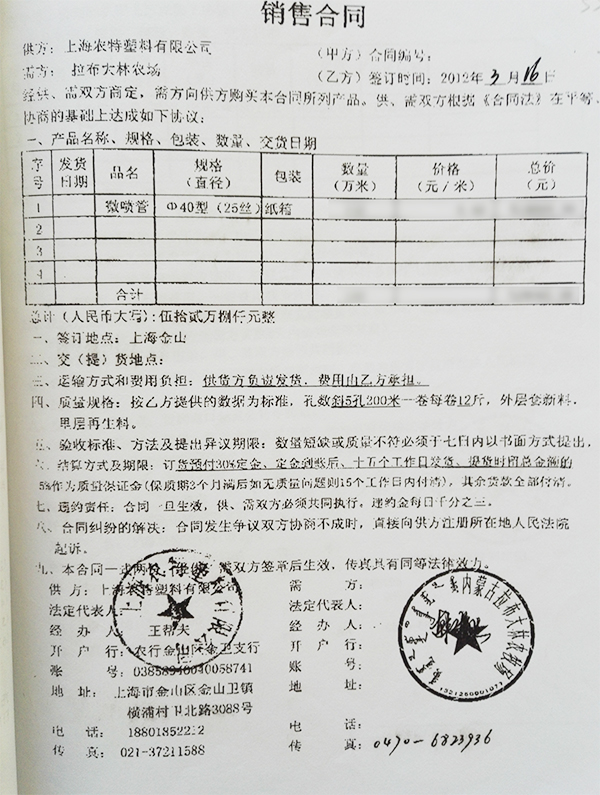 销售合同
供方：上海农特塑料有限公司
（甲方）合同编号：
需方： 拉布大林农场
（乙方）签订时间：2012年3月16日
经供、需双方商定，需方向供方购买本合同所列产品。供、需双方根据《合同法》在平等、
协商的基础上达成如下协议：
一、产品名称、规格、包装、数量、交货日期
序号 发货日期 品名 规格（直径） 包装 数量（万米） 价格（元/米） 总价（元）
1 微喷管 Φ40型（25丝） 纸箱
2
3
4
合计
总计（人民币大写）：伍拾贰万捌仟元整
一、签订地点：上海金山
二、交（提）货地点：
三、运输方式和费用负担：供货方负责发货．费用由乙方承担。
四、质量规格：按乙方提供的数据为标准，孔数斜5孔200米一卷每卷12斤，外层套新料，
里层再生料。
五、验收标准、方法及提出异议期限：数量短缺或质量不符必须于七日内以书面方式提出，
六、结算方式及期限：订货预付30%定金、定金到账后、十五个工作日发货、提货时留总金额的
5%作为质量保证金（保质期3个月满后如无质量问题则15个工作日内付清），其余货款全部付清。
七、违约责任：合同一旦生效，供、需双方必须共同执行，违约金每日千分之三。
八、合同纠纷的解决：合同发生争议双方协商不成时，直接向供方注册所在地人民法院
起诉。
九、本合同一式两份，供、需双方签章后生效，传真具有同等法律效力。
供 方：上海农特塑料有限公司
需 方：
法定代表人：
法定代表人：
经 办 人： 王帮夫
经 办 人：
开 户 行：农行金山区金卫支行
开 户 行：
账 号：03858946040058741
账 号：
地 址：上海市金山区金山卫镇
地 址：
横浦村卫北路3088号
电 话：18801852212
电 话：
传 真：021-37211588
传 真：0470-6823936
内蒙古拉布大林农牧场